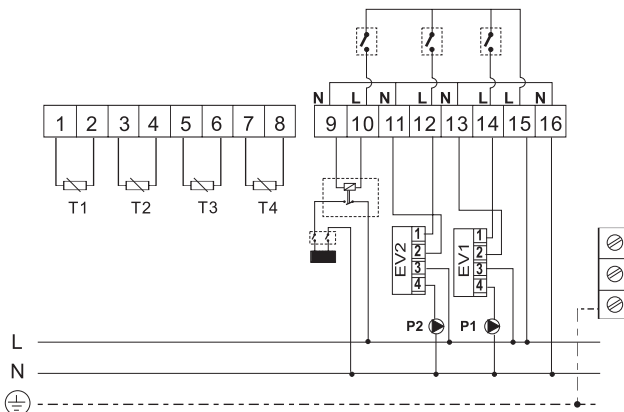 N L N L N L L N
1 2 3 4 5 6 7 8
9 10 11 12 13 14 15 16
T1 T2 T3 T4
EV2 1 2 3 4
EV1 1 2 3 4
P2 P1
L
N